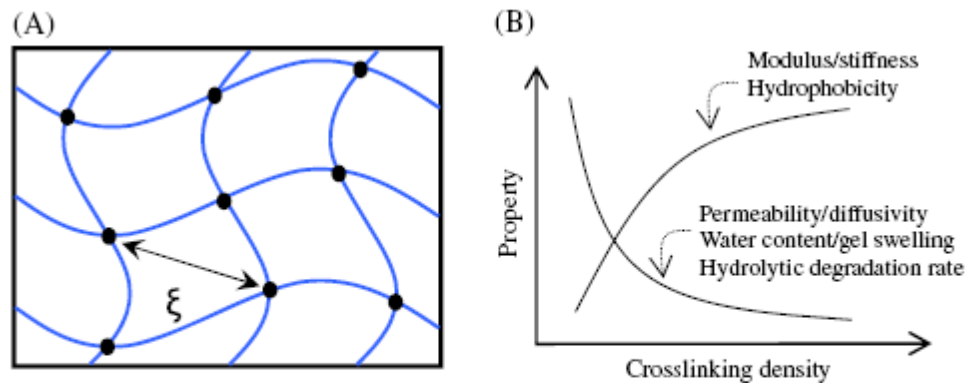 (A)
ξ
(B)
Modulus/stiffness
Hydrophobicity
Permeability/diffusivity
Water content/gel swelling
Hydrolytic degradation rate
Property
Crosslinking density